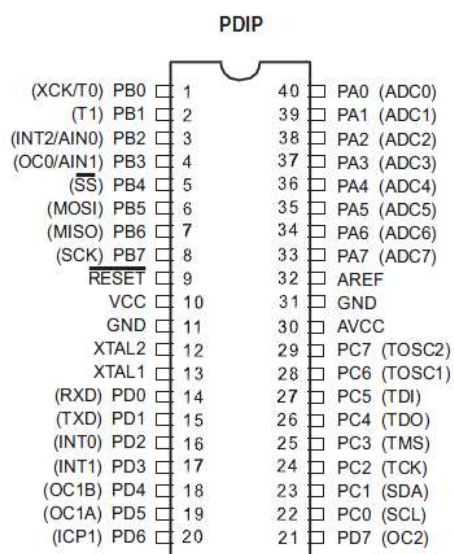 PDIP
(XCK/T0) PB0 1 40 PA0 (ADC0)
(T1) PB1 2 39 PA1 (ADC1)
(INT2/AIN0) PB2 3 38 PA2 (ADC2)
(OC0/AIN1) PB3 4 37 PA3 (ADC3)
(SS) PB4 5 36 PA4 (ADC4)
(MOSI) PB5 6 35 PA5 (ADC5)
(MISO) PB6 7 34 PA6 (ADC6)
(SCK) PB7 8 33 PA7 (ADC7)
RESET 9 32 AREF
VCC 10 31 GND
GND 11 30 AVCC
XTAL2 12 29 PC7 (TOSC2)
XTAL1 13 28 PC6 (TOSC1)
(RXD) PD0 14 27 PC5 (TDI)
(TXD) PD1 15 26 PC4 (TDO)
(INT0) PD2 16 25 PC3 (TMS)
(INT1) PD3 17 24 PC2 (TCK)
(OC1B) PD4 18 23 PC1 (SDA)
(OC1A) PD5 19 22 PC0 (SCL)
(ICP1) PD6 20 21 PD7 (OC2)